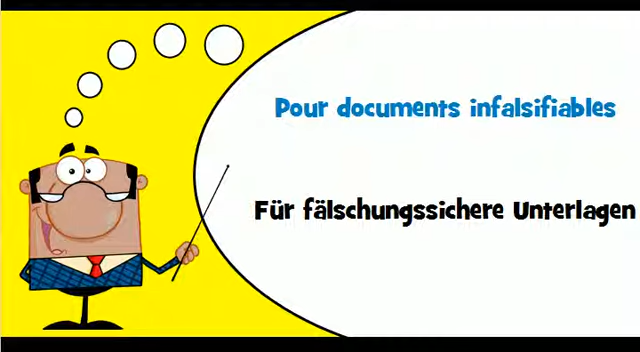 Pour documents infalsifiables
Für fälschungssichere Unterlagen